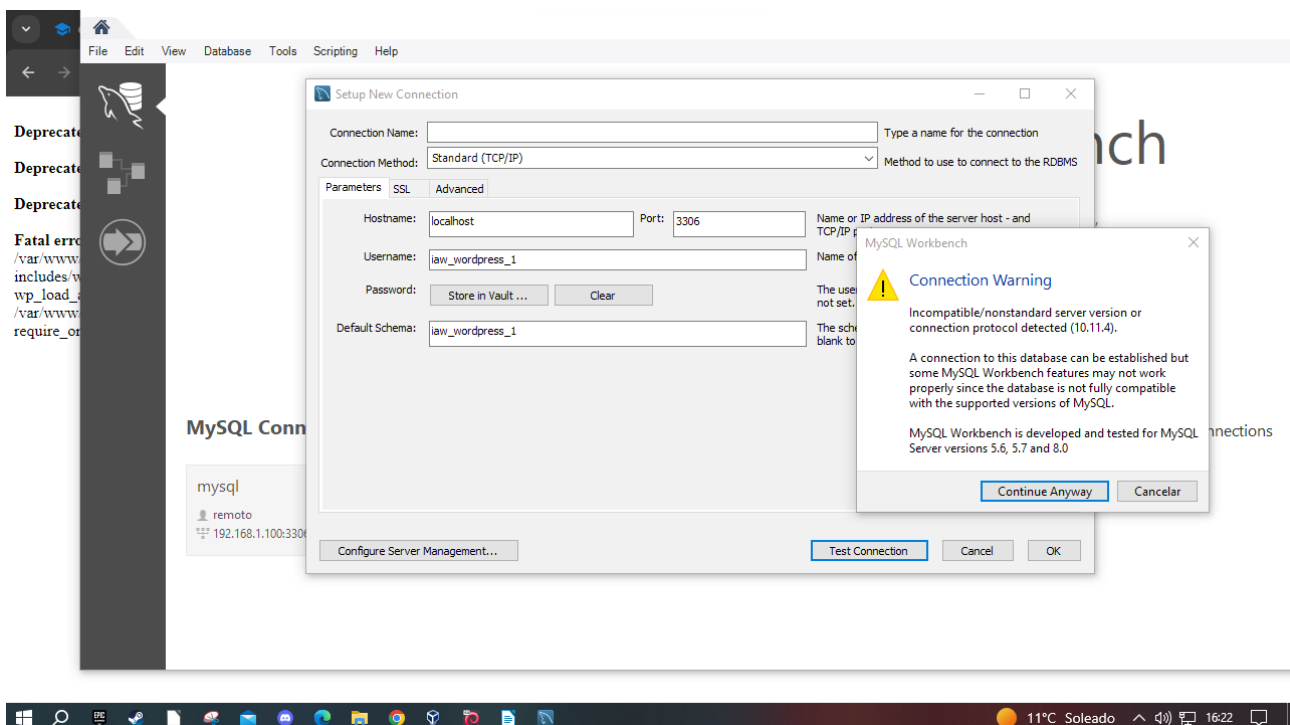 File Edit View Database Tools Scripting Help
Setup New Connection
Connection Name:
Type a name for the connection
Connection Method:
Standard (TCP/IP)
Method to use to connect to the RDBMS
Parameters SSL Advanced
Hostname:
localhost
Port:
3306
Name or IP address of the server host - and
TCP/IP p
Username:
iaw_wordpress_1
Name of
Password:
Store in Vault ...
Clear
The use
not set.
Default Schema:
iaw_wordpress_1
The sche
blank to
Configure Server Management...
Test Connection
Cancel
OK
MySQL Workbench
Connection Warning
Incompatible/nonstandard server version or
connection protocol detected (10.11.4).
A connection to this database can be established but
some MySQL Workbench features may not work
properly since the database is not fully compatible
with the supported versions of MySQL.
MySQL Workbench is developed and tested for MySQL
Server versions 5.6, 5.7 and 8.0
Continue Anyway
Cancelar
Deprecate
Deprecate
Deprecate
Fatal erro
/var/www
includes/w
wp_load_
/var/www
require_or
nch
MySQL Conn
nnections
mysql
remoto
192.168.1.100:3306
EPIC
11°C Soleado
16:22